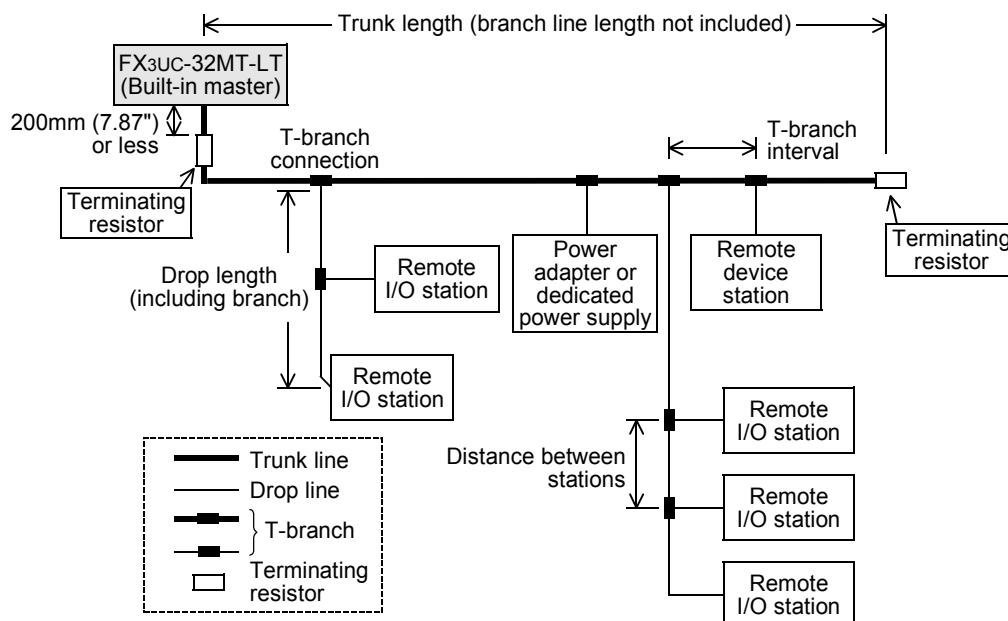 Trunk length (branch line length not included)
FX3UC-32MT-LT
(Built-in master)
200mm (7.87")
or less
T-branch
connection
T-branch
interval
Terminating
resistor
Terminating
resistor
Drop length
(including branch)
Remote
I/O station
Power
adapter or
dedicated
power supply
Remote
device
station
Remote
I/O station
Remote
I/O station
Distance between
stations
Remote
I/O station
Remote
I/O station
Trunk line
Drop line
T-branch
Terminating
resistor